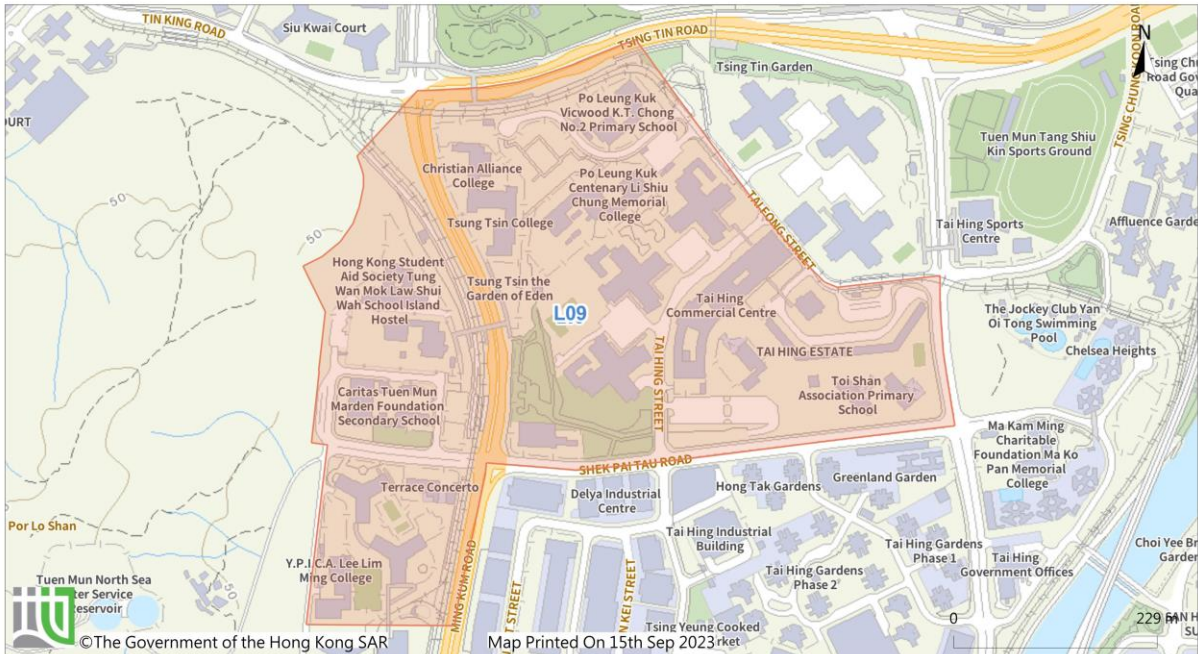 TIN KING ROAD
Siu Kwai Court
TSING TIN ROAD
N
Tsing Tin Garden
TSING CHUNG KOON ROAD
Tsing Chu
Road Gov
Qua
OURT
Po Leung Kuk
Vicwood K.T. Chong
No.2 Primary School
Tuen Mun Tang Shiu
Kin Sports Ground
Christian Alliance
College
Po Leung Kuk
Centenary Li Shiu
Chung Memorial
College
50
Tsung Tsin College
TAI FONG STREET
Tai Hing Sports
Centre
Affluence Garde
50
Hong Kong Student
Aid Society Tung
Wan Mok Law Shui
Wah School Island
Hostel
Tsung Tsin the
Garden of Eden
L09
Tai Hing
Commercial Centre
The Jockey Club Yan
Oi Tong Swimming
Pool
TAI HING STREET
TAI HING ESTATE
Chelsea Heights
Caritas Tuen Mun
Marden Foundation
Secondary School
Toi Shan
Association Primary
School
Ma Kam Ming
Charitable
Foundation Ma Ko
Pan Memorial
College
SHEK PAI TAU ROAD
Terrace Concerto
Delya Industrial
Centre
Hong Tak Gardens
Greenland Garden
Por Lo Shan
Tai Hing Industrial
Building
Tai Hing Gardens
Phase 1
Tai Hing
Government Offices
Choi Yee Br
Garden
Y.P.I.C.A. Lee Lim
Ming College
MING KUM ROAD
Tai Hing Gardens
Phase 2
Tuen Mun North Sea
ter Service
Reservoir
50
T STREET
N KEI STREET
Tsing Yeung Cooked
rket
0
229 m
SAN H
SU
©The Government of the Hong Kong SAR
Map Printed On 15th Sep 2023